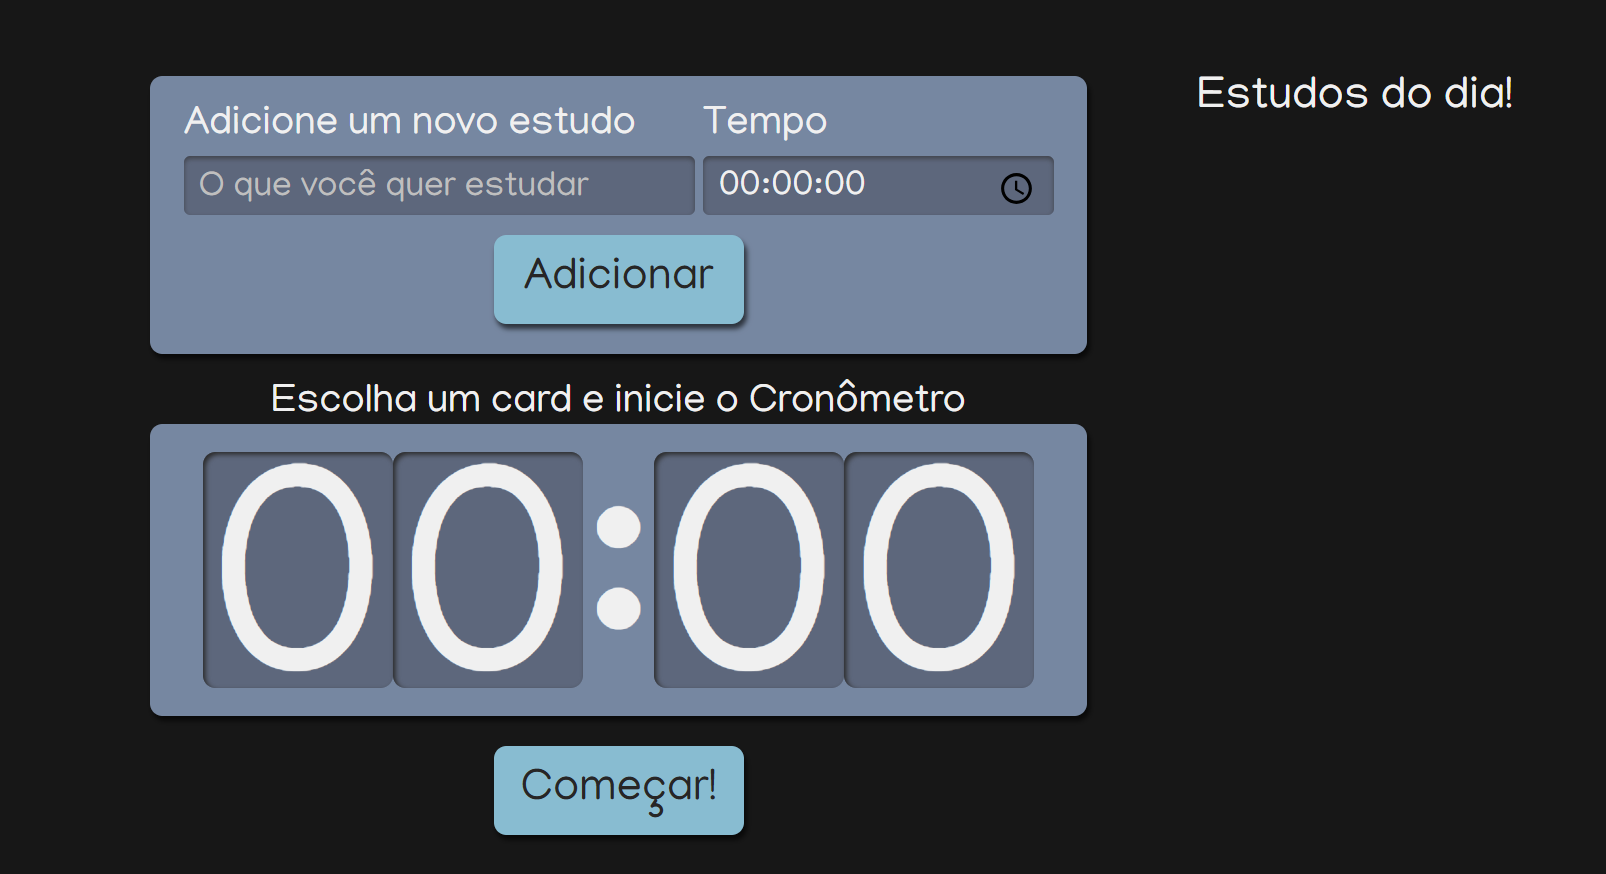 Adicione um novo estudo
Tempo
O que você quer estudar
00:00:00
Adicionar
Escolha um card e inicie o Cronômetro
00:00
Começar!
Estudos do dia!